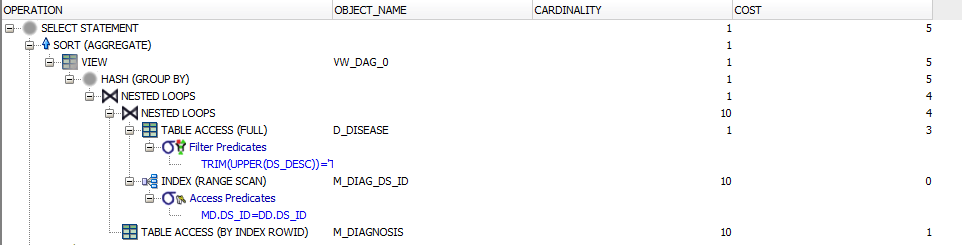 OPERATION OBJECT_NAME CARDINALITY COST
SELECT STATEMENT 1 5
SORT (AGGREGATE) 1
VIEW VW_DAG_0 1 5
HASH (GROUP BY) 1 5
NESTED LOOPS 1 4
NESTED LOOPS 10 4
TABLE ACCESS (FULL) D_DISEASE 1 3
Filter Predicates
TRIM(UPPER(DS_DESC))='
INDEX (RANGE SCAN) M_DIAG_DS_ID 10 0
Access Predicates
MD.DS_ID=DD.DS_ID
TABLE ACCESS (BY INDEX ROWID) M_DIAGNOSIS 10 1